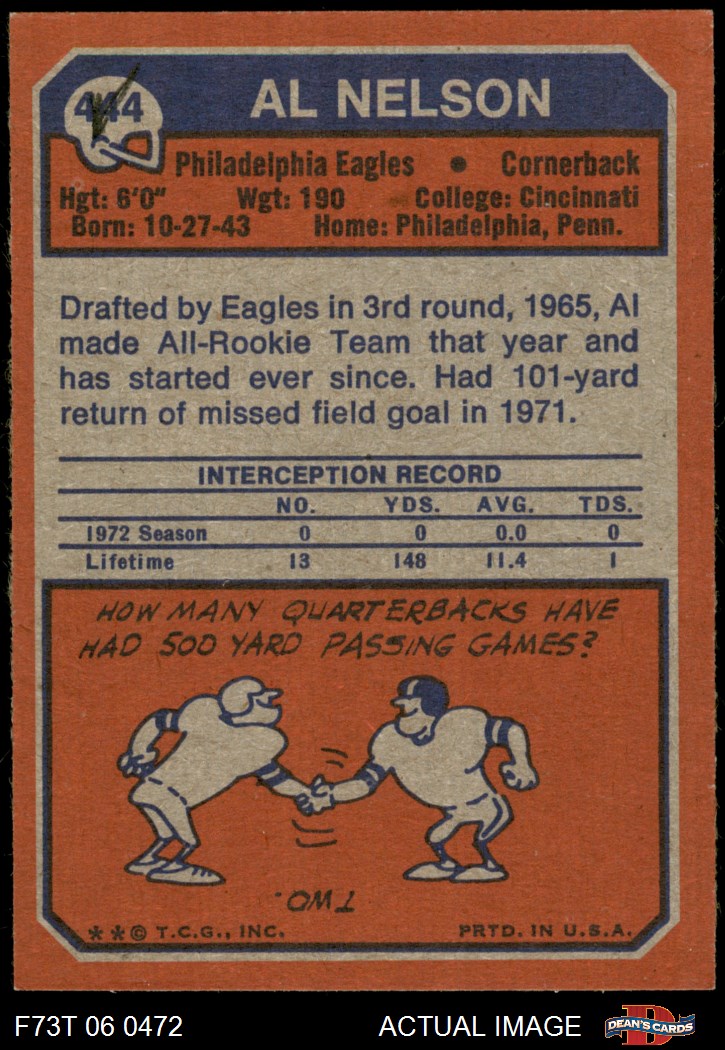 444
AL NELSON
Philadelphia Eagles • Cornerback
Hgt: 6'0" Wgt: 190 College: Cincinnati
Born: 10-27-43 Home: Philadelphia, Penn.
Drafted by Eagles in 3rd round, 1965, Al
made All-Rookie Team that year and
has started ever since. Had 101-yard
return of missed field goal in 1971.
INTERCEPTION RECORD
NO. YDS. AVG. TDS.
1972 Season 0 0 0.0 0
Lifetime 13 148 11.4 1
HOW MANY QUARTERBACKS HAVE
HAD 500 YARD PASSING GAMES?
TWO.
**© T.C.G., INC. PRTD. IN U.S.A.
F73T 06 0472 ACTUAL IMAGE DEAN'S CARDS